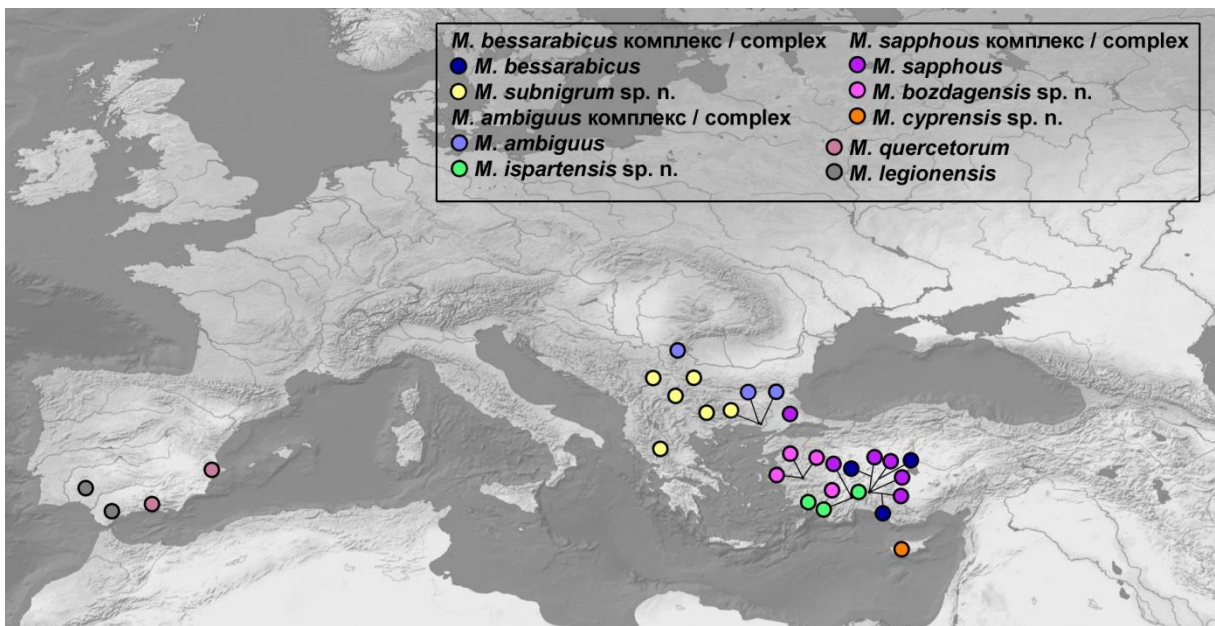 M. bessarabicus комплекс / complex
M. bessarabicus
M. subnigrum sp. n.
M. ambiguus комплекс / complex
M. ambiguus
M. ispartensis sp. n.
M. sapphous комплекс / complex
M. sapphous
M. bozdagensis sp. n.
M. cyprensis sp. n.
M. quercetorum
M. legionensis